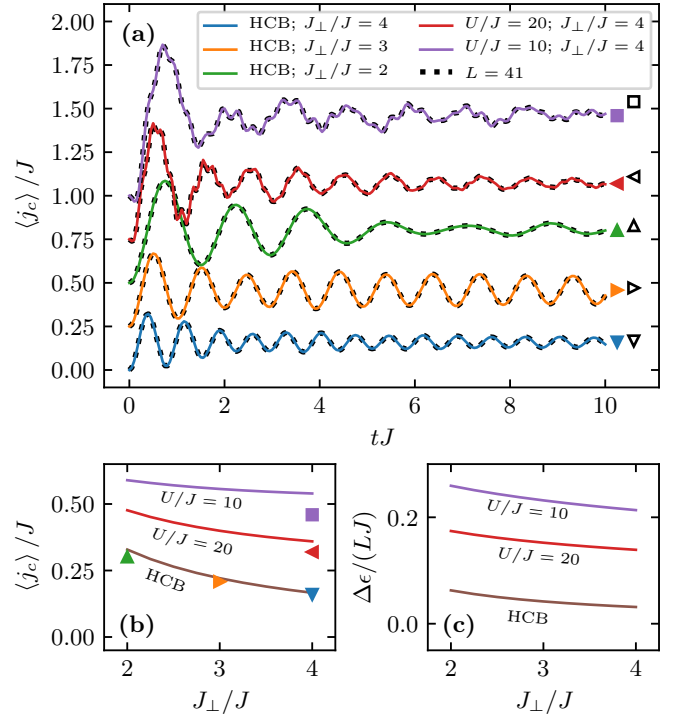 (a)
HCB; J⊥/J = 4
HCB; J⊥/J = 3
HCB; J⊥/J = 2
U/J = 20; J⊥/J = 4
U/J = 10; J⊥/J = 4
L = 41
⟨j_c⟩/J
2.00
1.75
1.50
1.25
1.00
0.75
0.50
0.25
0.00
0 2 4 6 8 10
tJ
(b)
⟨j_c⟩/J
0.50
0.25
0.00
U/J = 10
U/J = 20
HCB
2 3 4
J⊥/J
(c)
Δϵ/(LJ)
0.2
0.0
U/J = 10
U/J = 20
HCB
2 3 4
J⊥/J